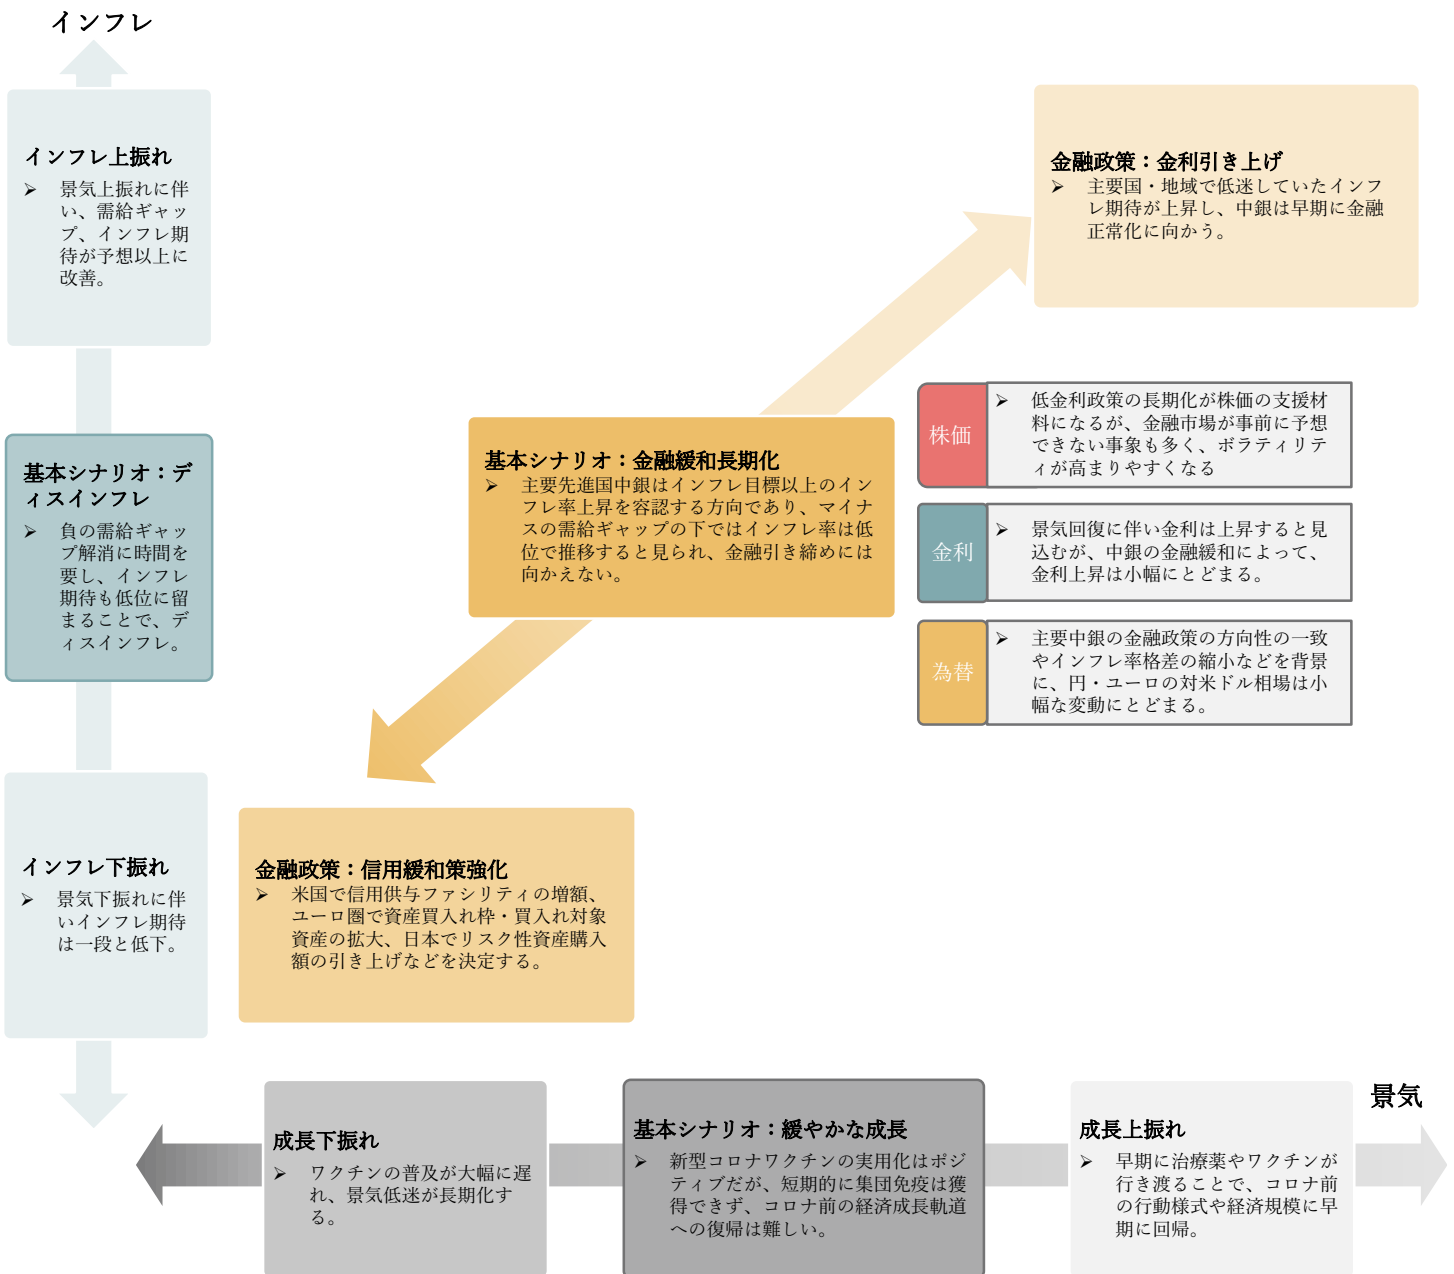 インフレ
インフレ上振れ
➢ 景気上振れに伴
い、需給ギャッ
プ、インフレ期
待が予想以上に
改善。
基本シナリオ：デ
ィスインフレ
➢ 負の需給ギャッ
プ解消に時間を
要し、インフレ
期待も低位に留
まることで、デ
ィスインフレ。
インフレ下振れ
➢ 景気下振れに伴
いインフレ期待
は一段と低下。
金融政策：金利引き上げ
➢ 主要国・地域で低迷していたインフ
レ期待が上昇し、中銀は早期に金融
正常化に向かう。
基本シナリオ：金融緩和長期化
➢ 主要先進国中銀はインフレ目標以上のイン
フレ率上昇を容認する方向であり、マイナ
スの需給ギャップの下ではインフレ率は低
位で推移すると見られ、金融引き締めには
向かえない。
株価
➢ 低金利政策の長期化が株価の支援材
料になるが、金融市場が事前に予想
できない事象も多く、ボラティリテ
ィが高まりやすくなる
金利
➢ 景気回復に伴い金利は上昇すると見
込むが、中銀の金融緩和によって、
金利上昇は小幅にとどまる。
為替
➢ 主要中銀の金融政策の方向性の一致
やインフレ率格差の縮小などを背景
に、円・ユーロの対米ドル相場は小
幅な変動にとどまる。
金融政策：信用緩和策強化
➢ 米国で信用供与ファシリティの増額、
ユーロ圏で資産買入れ枠・買入れ対象
資産の拡大、日本でリスク性資産購入
額の引き上げなどを決定する。
景気
成長下振れ
➢ ワクチンの普及が大幅に遅
れ、景気低迷が長期化す
る。
基本シナリオ：緩やかな成長
➢ 新型コロナワクチンの実用化はポジ
ティブだが、短期的に集団免疫は獲
得できず、コロナ前の経済成長軌道
への復帰は難しい。
成長上振れ
➢ 早期に治療薬やワクチンが
行き渡ることで、コロナ前
の行動様式や経済規模に早
期に回帰。